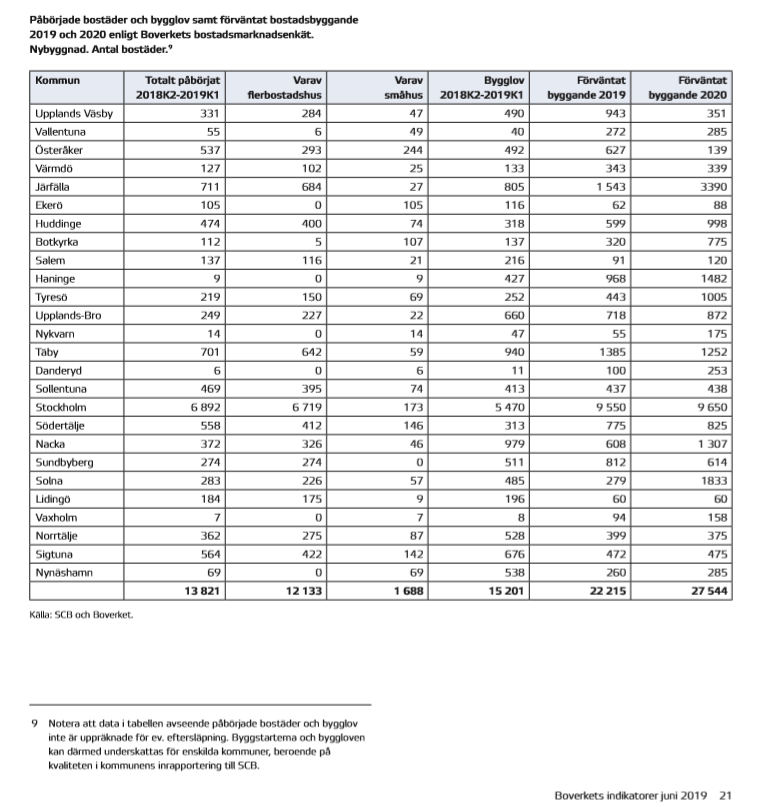 Påbörjade bostäder och bygglov samt förväntat bostadsbyggande
2019 och 2020 enligt Boverkets bostadsmarknadsenkät.
Nybyggnad. Antal bostäder.⁹
Kommun Totalt påbörjat Varav Varav Bygglov Förväntat Förväntat
2018K2-2019K1 flerbostadshus småhus 2018K2-2019K1 byggande 2019 byggande 2020
Upplands Väsby 331 284 47 490 943 351
Vallentuna 55 6 49 40 272 285
Österåker 537 293 244 492 627 139
Värmdö 127 102 25 133 343 339
Järfälla 711 684 27 805 1 543 3390
Ekerö 105 0 105 116 62 88
Huddinge 474 400 74 318 599 998
Botkyrka 112 5 107 137 320 775
Salem 137 116 21 216 91 120
Haninge 9 0 9 427 968 1482
Tyresö 219 150 69 252 443 1005
Upplands-Bro 249 227 22 660 718 872
Nykvarn 14 0 14 47 55 175
Täby 701 642 59 940 1385 1252
Danderyd 6 0 6 11 100 253
Sollentuna 469 395 74 413 437 438
Stockholm 6 892 6 719 173 5 470 9 550 9 650
Södertälje 558 412 146 313 775 825
Nacka 372 326 46 979 608 1 307
Sundbyberg 274 274 0 511 812 614
Solna 283 226 57 485 279 1833
Lidingö 184 175 9 196 60 60
Vaxholm 7 0 7 8 94 158
Norrtälje 362 275 87 528 399 375
Sigtuna 564 422 142 676 472 475
Nynäshamn 69 0 69 538 260 285
13 821 12 133 1 688 15 201 22 215 27 544
Källa: SCB och Boverket.
9 Notera att data i tabellen avseende påbörjade bostäder och bygglov
inte är uppräknade för ev. eftersläpning. Byggstarterna och byggloven
kan därmed underskattas för enskilda kommuner, beroende på
kvaliteten i kommunens inrapportering till SCB.
Boverkets indikatorer juni 2019 21